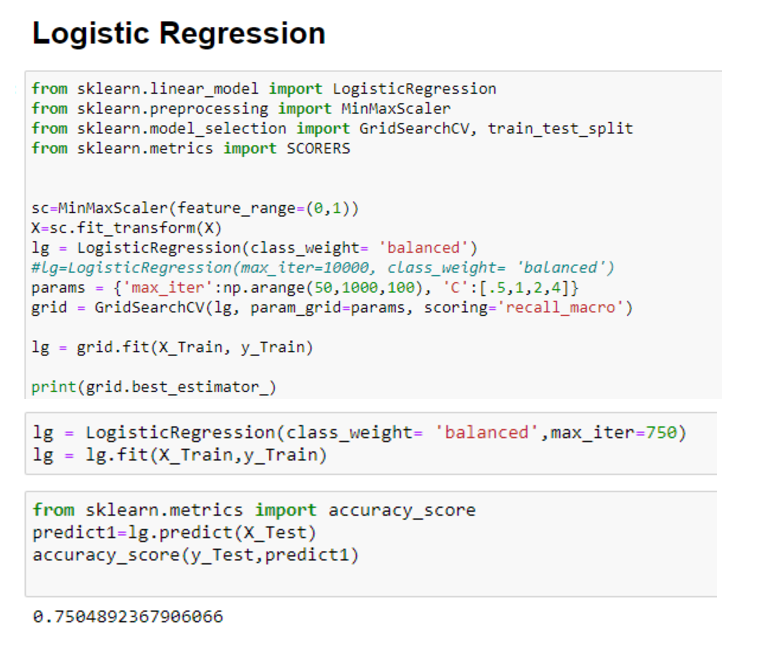 Logistic Regression
from sklearn.linear_model import LogisticRegression
from sklearn.preprocessing import MinMaxScaler
from sklearn.model_selection import GridSearchCV, train_test_split
from sklearn.metrics import SCORERS
sc=MinMaxScaler(feature_range=(0,1))
X=sc.fit_transform(X)
lg = LogisticRegression(class_weight= 'balanced')
#lg=LogisticRegression(max_iter=10000, class_weight= 'balanced')
params = {'max_iter':np.arange(50,1000,100), 'C':[.5,1,2,4]}
grid = GridSearchCV(lg, param_grid=params, scoring='recall_macro')
lg = grid.fit(X_Train, y_Train)
print(grid.best_estimator_)
lg = LogisticRegression(class_weight= 'balanced',max_iter=750)
lg = lg.fit(X_Train,y_Train)
from sklearn.metrics import accuracy_score
predict1=lg.predict(X_Test)
accuracy_score(y_Test,predict1)
0.7504892367906066